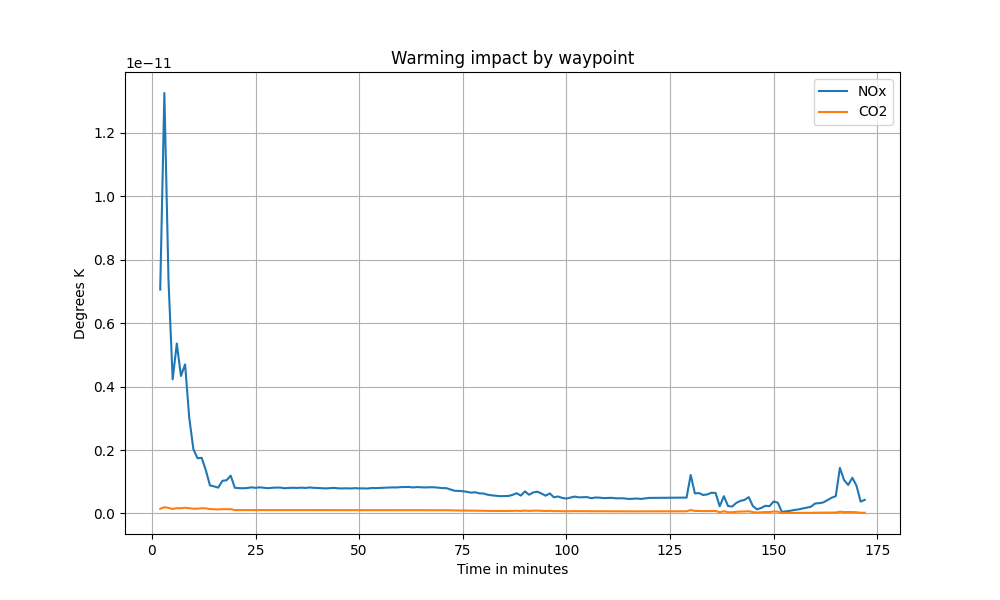 Warming impact by waypoint
1e−11
NOx
CO2
1.2
1.0
0.8
0.6
0.4
0.2
0.0
Degrees K
0 25 50 75 100 125 150 175
Time in minutes